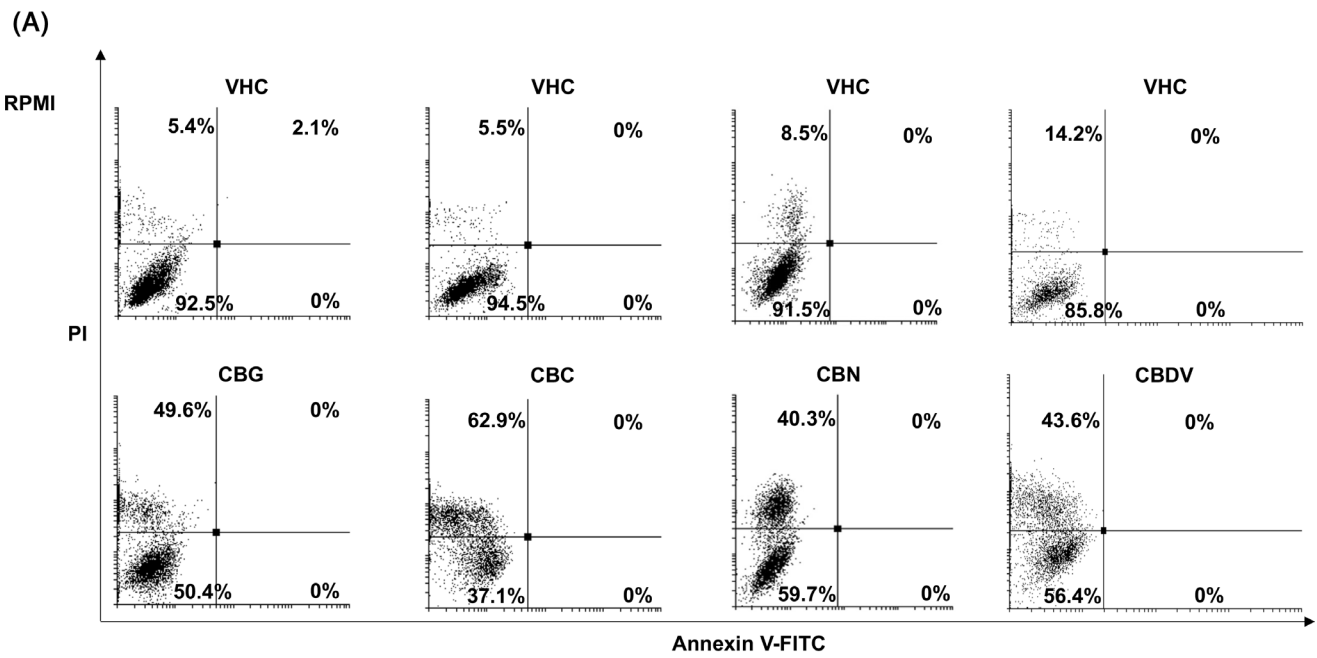 (A)
RPMI
VHC VHC VHC VHC
5.4% 2.1% 5.5% 0% 8.5% 0% 14.2% 0%
92.5% 0% 94.5% 0% 91.5% 0% 85.8% 0%
PI
CBG CBC CBN CBDV
49.6% 0% 62.9% 0% 40.3% 0% 43.6% 0%
50.4% 0% 37.1% 0% 59.7% 0% 56.4% 0%
Annexin V-FITC